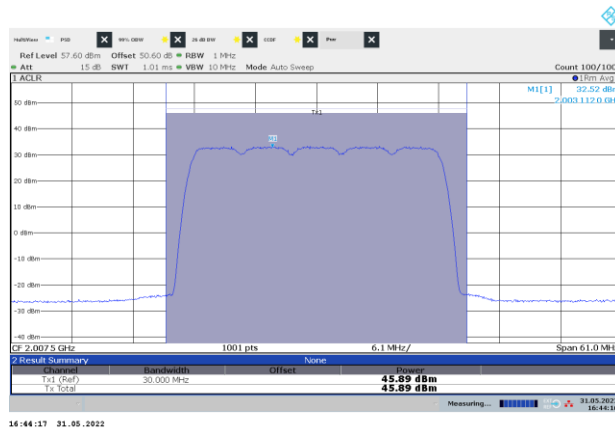 MultiView PSD X 99% OBW X 26 dB BW X CCDF X Pwr X
Ref Level 57.60 dBm Offset 50.60 dB RBW 1 MHz
Att 15 dB SWT 1.01 ms VBW 10 MHz Mode Auto Sweep Count 100/100
1 ACLR 1Rm Avg
M1[1] 32.52 dBm
2.003 112 0 GH
Tx1
50 dBm
40 dBm
M1
30 dBm
20 dBm
10 dBm
0 dBm
-10 dBm
-20 dBm
-30 dBm
-40 dBm
CF 2.0075 GHz 1001 pts 6.1 MHz/ Span 61.0 MH
2 Result Summary None
Channel Bandwidth Offset Power
Tx1 (Ref) 30.000 MHz 45.89 dBm
Tx Total 45.89 dBm
Measuring... 31.05.2022
16:44:16
16:44:17 31.05.2022